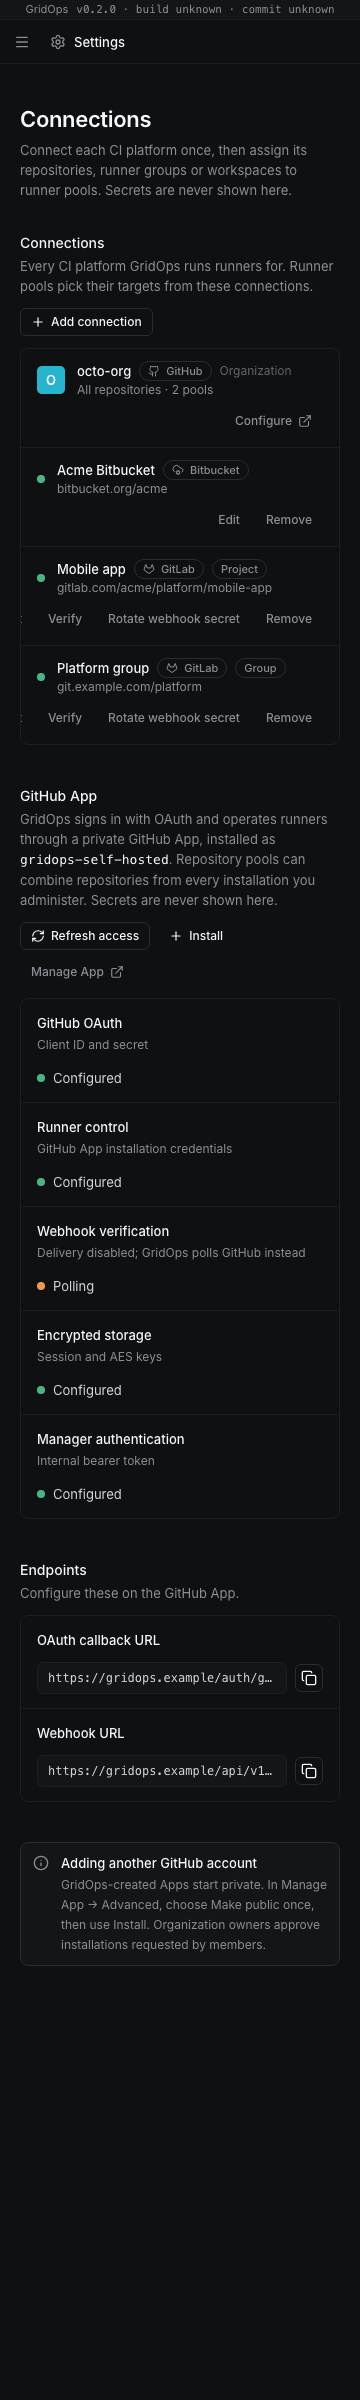 GridOps v0.2.0 · build unknown · commit unknown
Settings
Connections
Connect each CI platform once, then assign its
repositories, runner groups or workspaces to
runner pools. Secrets are never shown here.
Connections
Every CI platform GridOps runs runners for. Runner
pools pick their targets from these connections.
Add connection
O
octo-org GitHub Organization
All repositories · 2 pools
Configure
Acme Bitbucket Bitbucket
bitbucket.org/acme
Edit Remove
Mobile app GitLab Project
gitlab.com/acme/platform/mobile-app
Verify Rotate webhook secret Remove
Platform group GitLab Group
git.example.com/platform
Verify Rotate webhook secret Remove
GitHub App
GridOps signs in with OAuth and operates runners
through a private GitHub App, installed as
gridops-self-hosted. Repository pools can
combine repositories from every installation you
administer. Secrets are never shown here.
Refresh access Install
Manage App
GitHub OAuth
Client ID and secret
Configured
Runner control
GitHub App installation credentials
Configured
Webhook verification
Delivery disabled; GridOps polls GitHub instead
Polling
Encrypted storage
Session and AES keys
Configured
Manager authentication
Internal bearer token
Configured
Endpoints
Configure these on the GitHub App.
OAuth callback URL
https://gridops.example/auth/g…
Webhook URL
https://gridops.example/api/v1…
Adding another GitHub account
GridOps-created Apps start private. In Manage
App → Advanced, choose Make public once,
then use Install. Organization owners approve
installations requested by members.